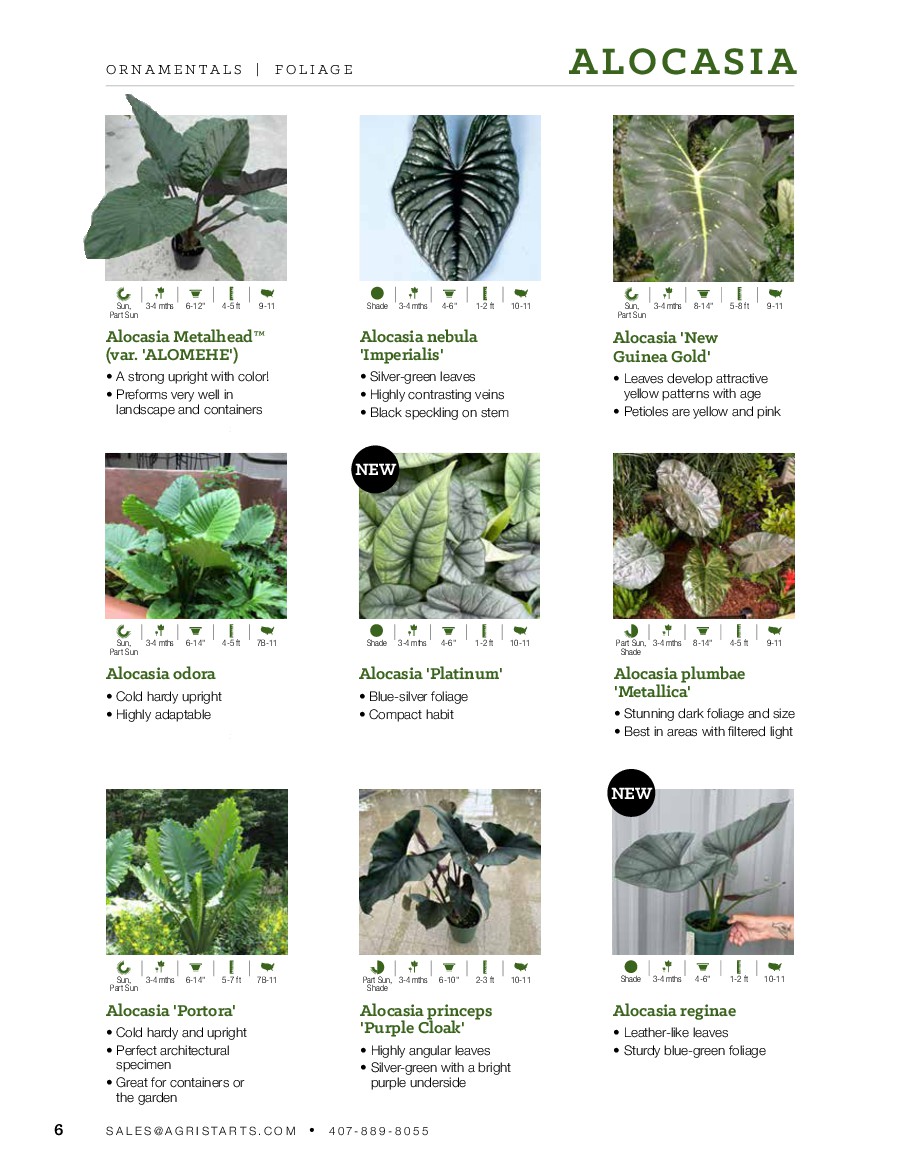 ORNAMENTALS | FOLIAGE
ALOCASIA
Sun, Part Sun
3-4 mths
6-12"
4-5 ft
9-11
Alocasia Metalhead™
(var. 'ALOMEHE')
• A strong upright with color!
• Preforms very well in
landscape and containers
Shade
3-4 mths
4-6"
1-2 ft
10-11
Alocasia nebula
'Imperialis'
• Silver-green leaves
• Highly contrasting veins
• Black speckling on stem
Sun, Part Sun
3-4 mths
8-14"
5-8 ft
9-11
Alocasia 'New
Guinea Gold'
• Leaves develop attractive
yellow patterns with age
• Petioles are yellow and pink
Sun, Part Sun
3-4 mths
6-14"
4-5 ft
7B-11
Alocasia odora
• Cold hardy upright
• Highly adaptable
NEW
Shade
3-4 mths
4-6"
1-2 ft
10-11
Alocasia 'Platinum'
• Blue-silver foliage
• Compact habit
Part Sun, Shade
3-4 mths
8-14"
4-5 ft
9-11
Alocasia plumbae
'Metallica'
• Stunning dark foliage and size
• Best in areas with filtered light
Sun, Part Sun
3-4 mths
6-14"
5-7 ft
7B-11
Alocasia 'Portora'
• Cold hardy and upright
• Perfect architectural
specimen
• Great for containers or
the garden
Part Sun, Shade
3-4 mths
6-10"
2-3 ft
10-11
Alocasia princeps
'Purple Cloak'
• Highly angular leaves
• Silver-green with a bright
purple underside
NEW
Shade
3-4 mths
4-6"
1-2 ft
10-11
Alocasia reginae
• Leather-like leaves
• Sturdy blue-green foliage
6
SALES@AGRISTARTS.COM • 407-889-8055